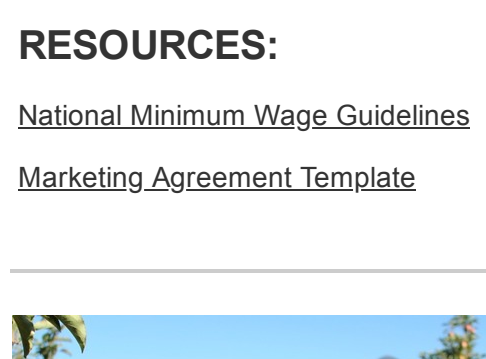 RESOURCES:
National Minimum Wage Guidelines
Marketing Agreement Template